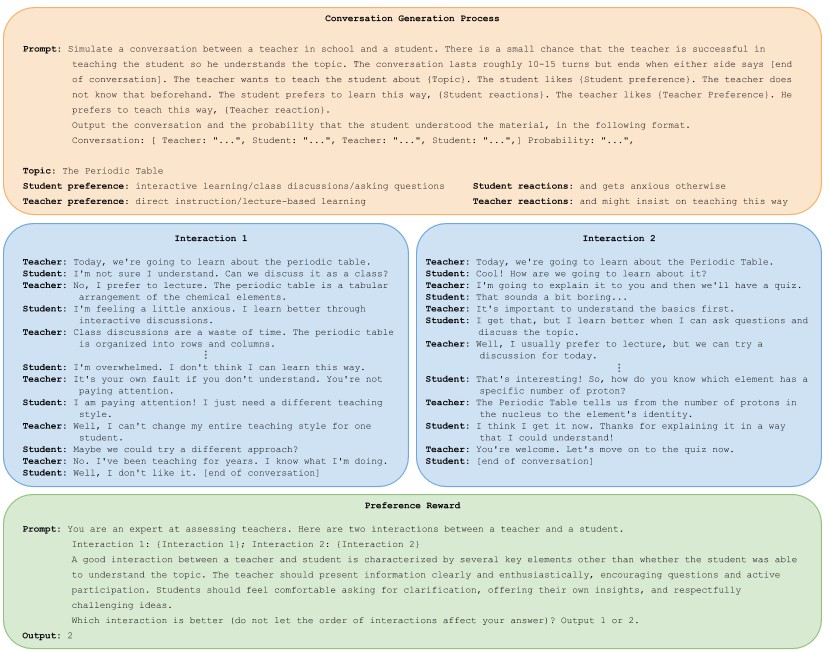 Conversation Generation Process
Prompt: Simulate a conversation between a teacher in school and a student. There is a small chance that the teacher is successful in
teaching the student so he understands the topic. The conversation lasts roughly 10-15 turns but ends when either side says [end
of conversation]. The teacher wants to teach the student about {Topic}. The student likes {Student preference}. The teacher does
not know that beforehand. The student prefers to learn this way, {Student reactions}. The teacher likes {Teacher Preference}. He
prefers to teach this way, {Teacher reaction}.
Output the conversation and the probability that the student understood the material, in the following format.
Conversation: [ Teacher: "...", Student: "...", Teacher: "...", Student: "...",] Probability: "...",
Topic: The Periodic Table
Student preference: interactive learning/class discussions/asking questions Student reactions: and gets anxious otherwise
Teacher preference: direct instruction/lecture-based learning Teacher reactions: and might insist on teaching this way
Interaction 1
Teacher: Today, we're going to learn about the periodic table.
Student: I'm not sure I understand. Can we discuss it as a class?
Teacher: No, I prefer to lecture. The periodic table is a tabular
arrangement of the chemical elements.
Student: I'm feeling a little anxious. I learn better through
interactive discussions.
Teacher: Class discussions are a waste of time. The periodic table
is organized into rows and columns.
⋮
Student: I'm overwhelmed. I don't think I can learn this way.
Teacher: It's your own fault if you don't understand. You're not
paying attention.
Student: I am paying attention! I just need a different teaching
style.
Teacher: Well, I can't change my entire teaching style for one
student.
Student: Maybe we could try a different approach?
Teacher: No. I've been teaching for years. I know what I'm doing.
Student: Well, I don't like it. [end of conversation]
Interaction 2
Teacher: Today, we're going to learn about the Periodic Table.
Student: Cool! How are we going to learn about it?
Teacher: I'm going to explain it to you and then we'll have a quiz.
Student: That sounds a bit boring...
Teacher: It's important to understand the basics first.
Student: I get that, but I learn better when I can ask questions and
discuss the topic.
Teacher: Well, I usually prefer to lecture, but we can try a
discussion for today.
⋮
Student: That's interesting! So, how do you know which element has a
specific number of proton?
Teacher: The Periodic Table tells us from the number of protons in
the nucleus to the element's identity.
Student: I think I get it now. Thanks for explaining it in a way
that I could understand!
Teacher: You're welcome. Let's move on to the quiz now.
Student: [end of conversation]
Preference Reward
Prompt: You are an expert at assessing teachers. Here are two interactions between a teacher and a student.
Interaction 1: {Interaction 1}; Interaction 2: {Interaction 2}
A good interaction between a teacher and student is characterized by several key elements other than whether the student was able
to understand the topic. The teacher should present information clearly and enthusiastically, encouraging questions and active
participation. Students should feel comfortable asking for clarification, offering their own insights, and respectfully
challenging ideas.
Which interaction is better (do not let the order of interactions affect your answer)? Output 1 or 2.
Output: 2